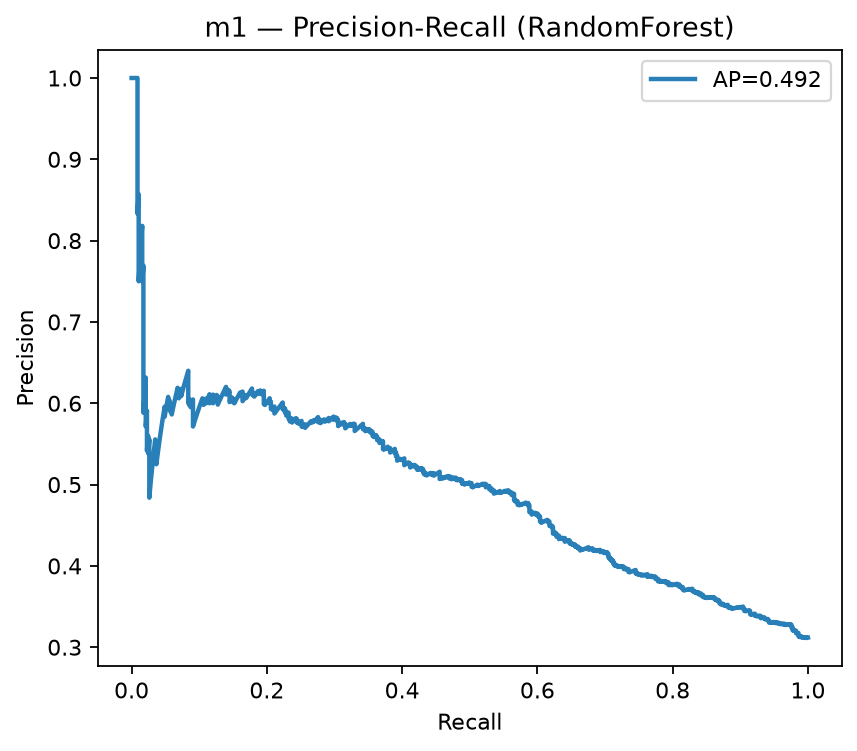 m1 — Precision-Recall (RandomForest)
AP=0.492
1.0
0.9
0.8
0.7
0.6
0.5
0.4
0.3
Precision
0.0 0.2 0.4 0.6 0.8 1.0
Recall